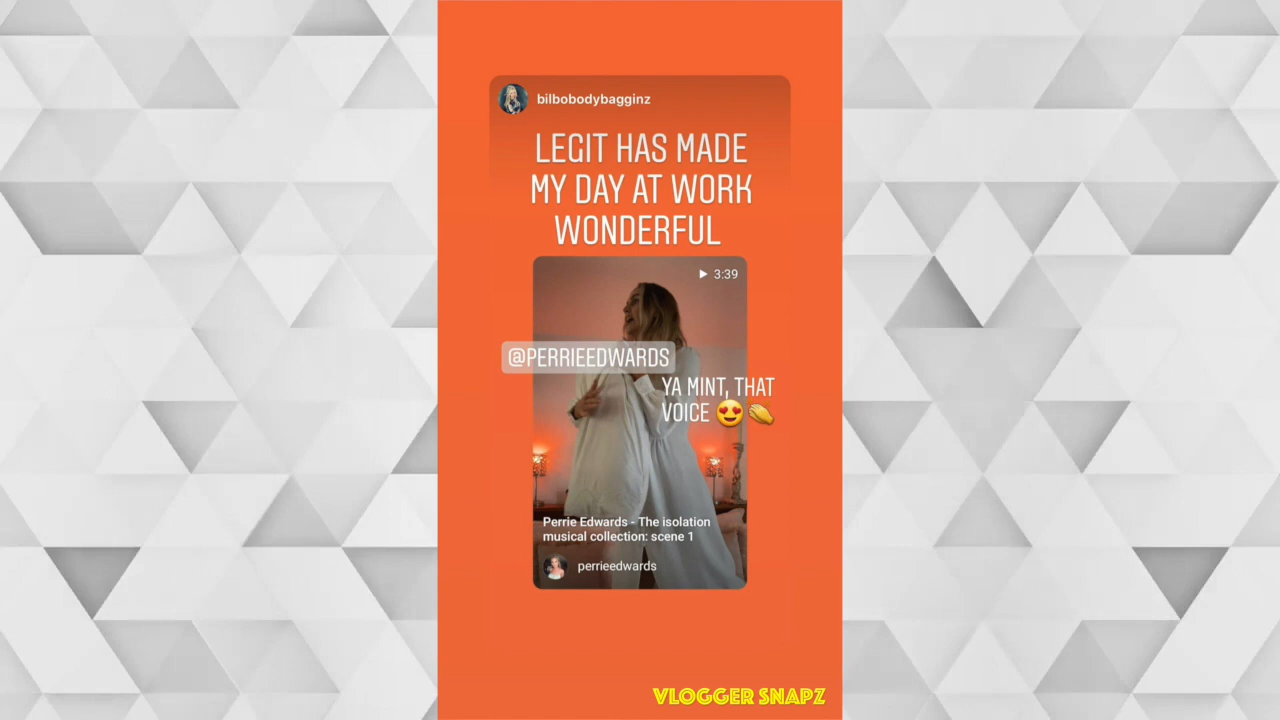 bilbobodybagginz
LEGIT HAS MADE
MY DAY AT WORK
WONDERFUL
3:39
@PERRIEEDWARDS
YA MINT, THAT
VOICE 😍👏
Perrie Edwards - The isolation
musical collection: scene 1
perrieedwards
VLOGGER SNAPZ